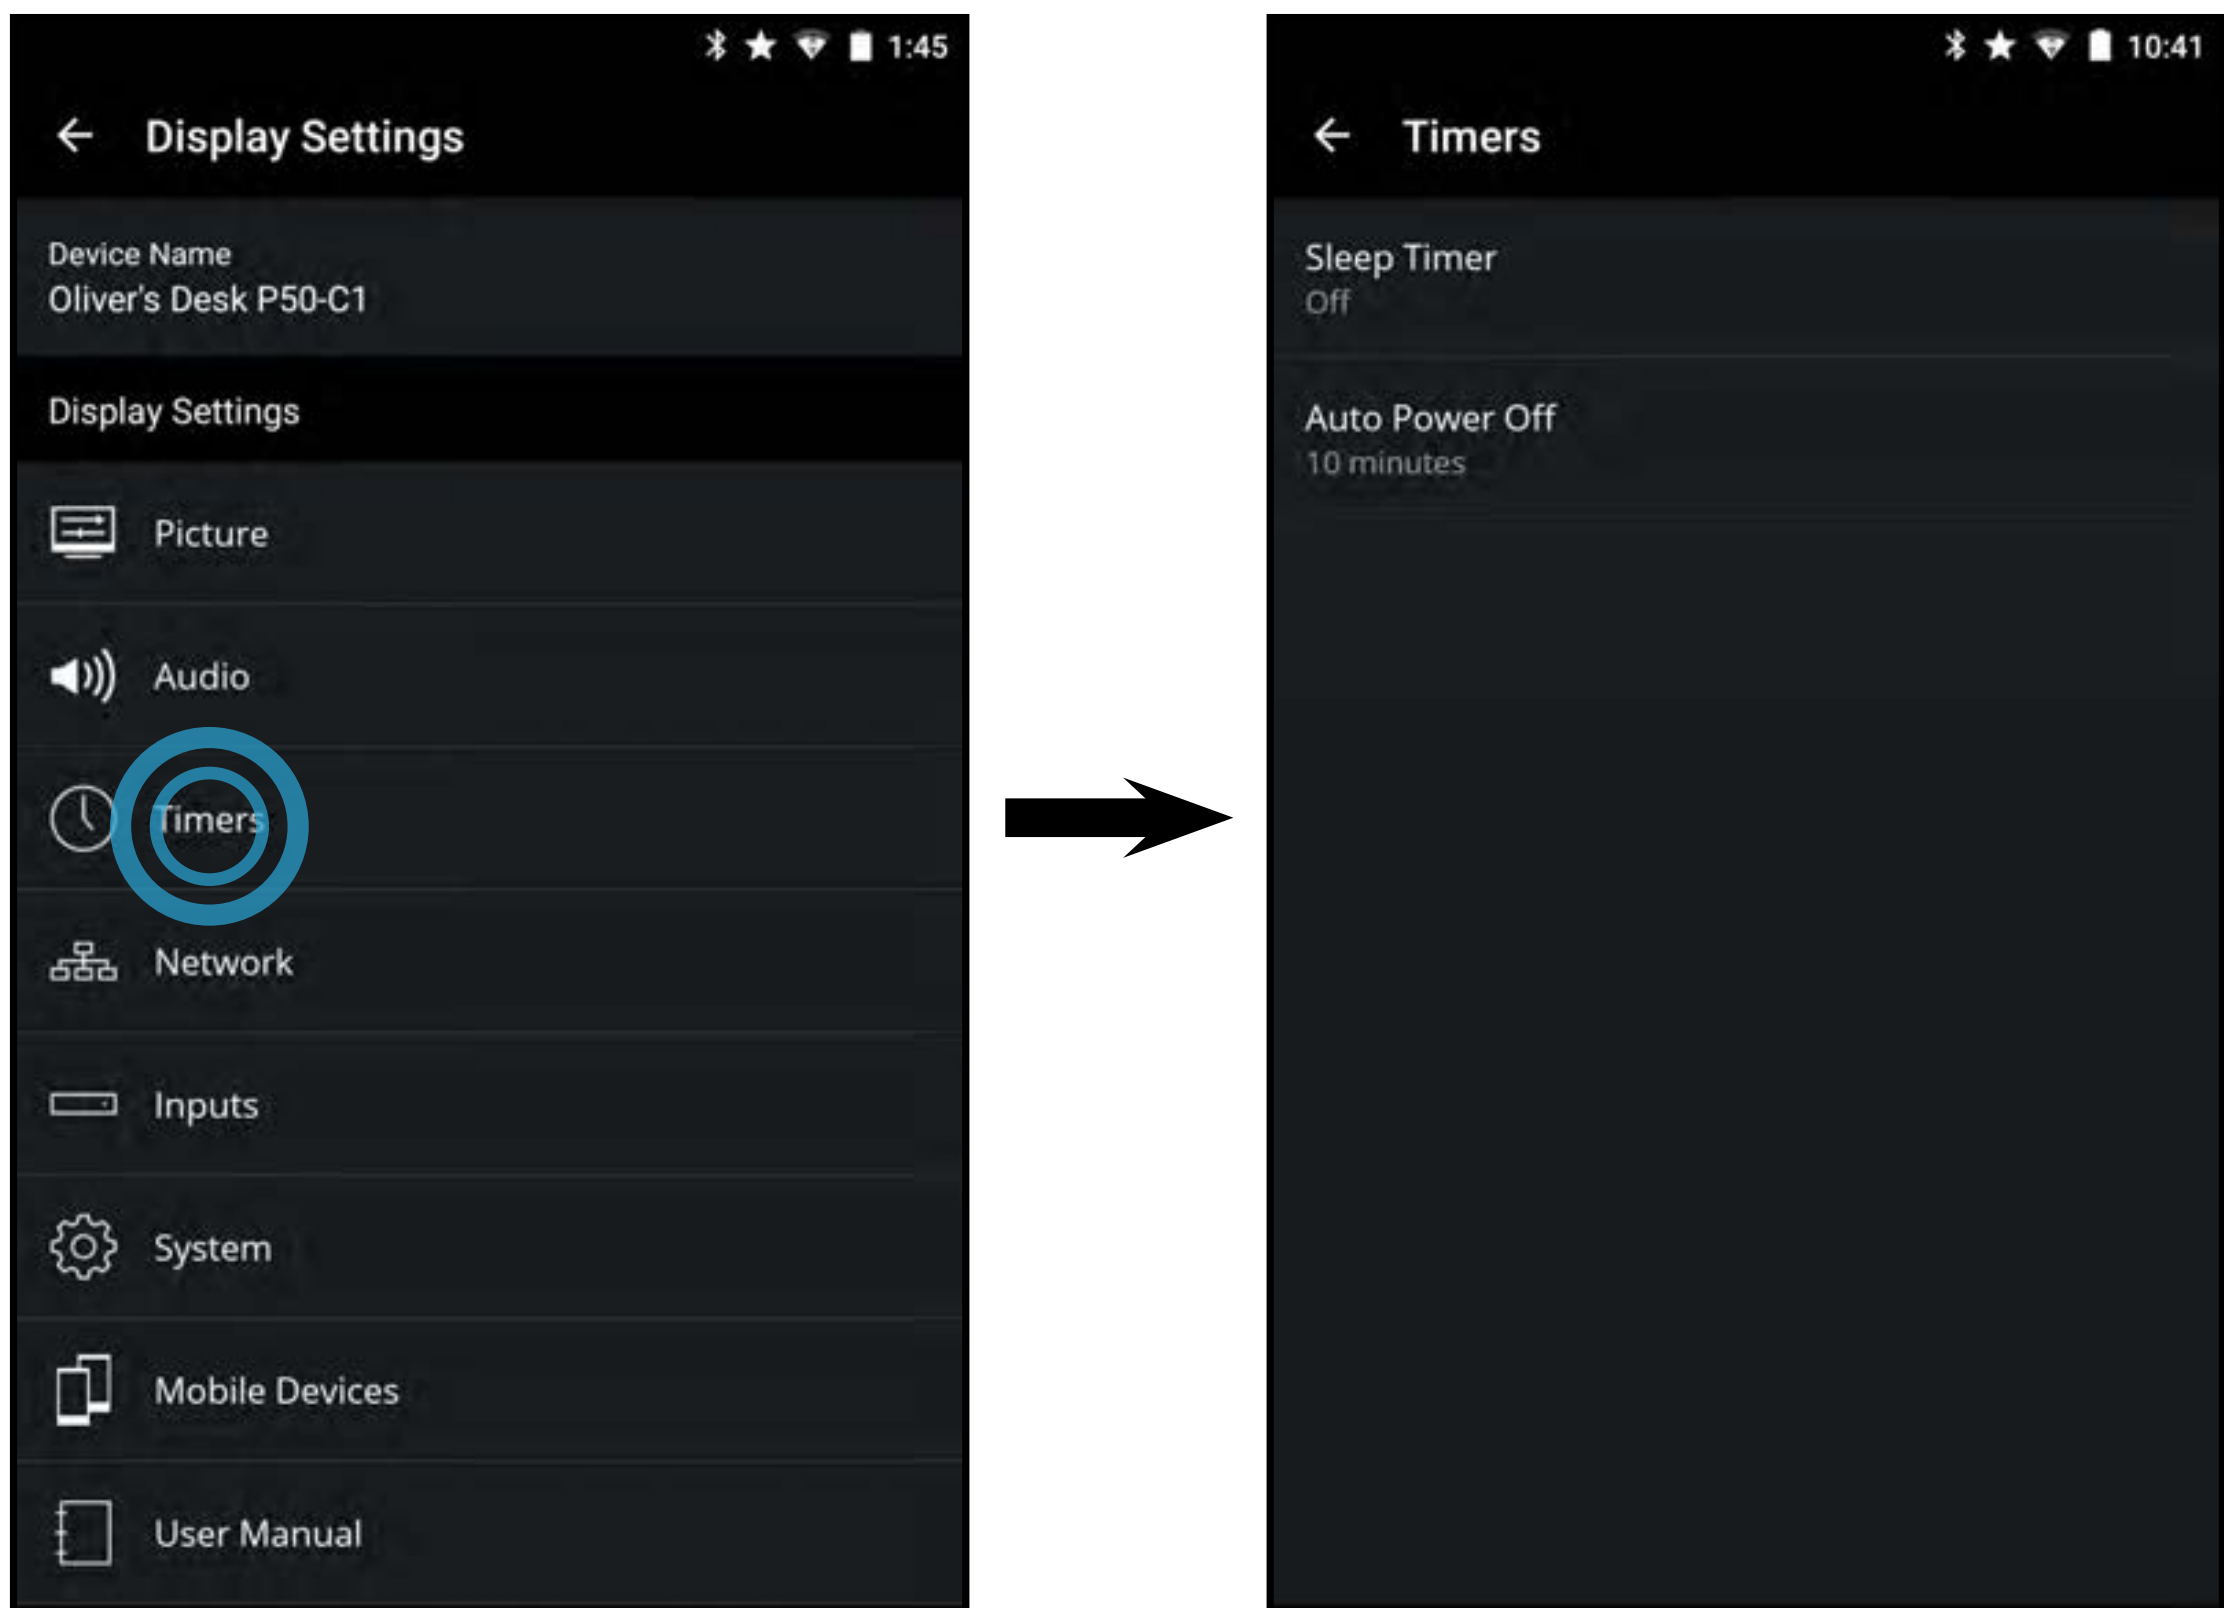 1:45
Display Settings
Device Name
Oliver's Desk P50-C1
Display Settings
Picture
Audio
Timers
Network
Inputs
System
Mobile Devices
User Manual
10:41
Timers
Sleep Timer
Off
Auto Power Off
10 minutes